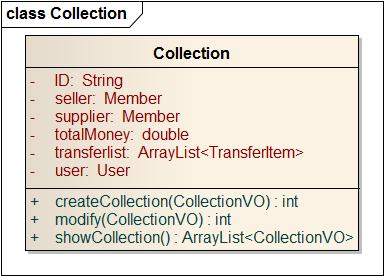 class Collection
Collection
- ID: String
- seller: Member
- supplier: Member
- totalMoney: double
- transferlist: ArrayList<TransferItem>
- user: User
+ createCollection(CollectionVO) : int
+ modify(CollectionVO) : int
+ showCollection() : ArrayList<CollectionVO>